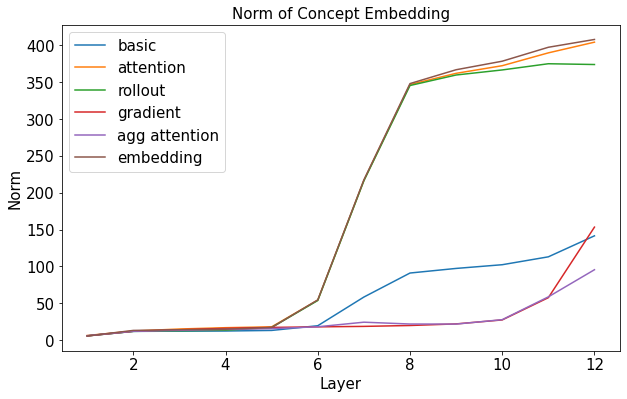 Norm of Concept Embedding
basic
attention
rollout
gradient
agg attention
embedding
Norm
400
350
300
250
200
150
100
50
0
2 4 6 8 10 12
Layer